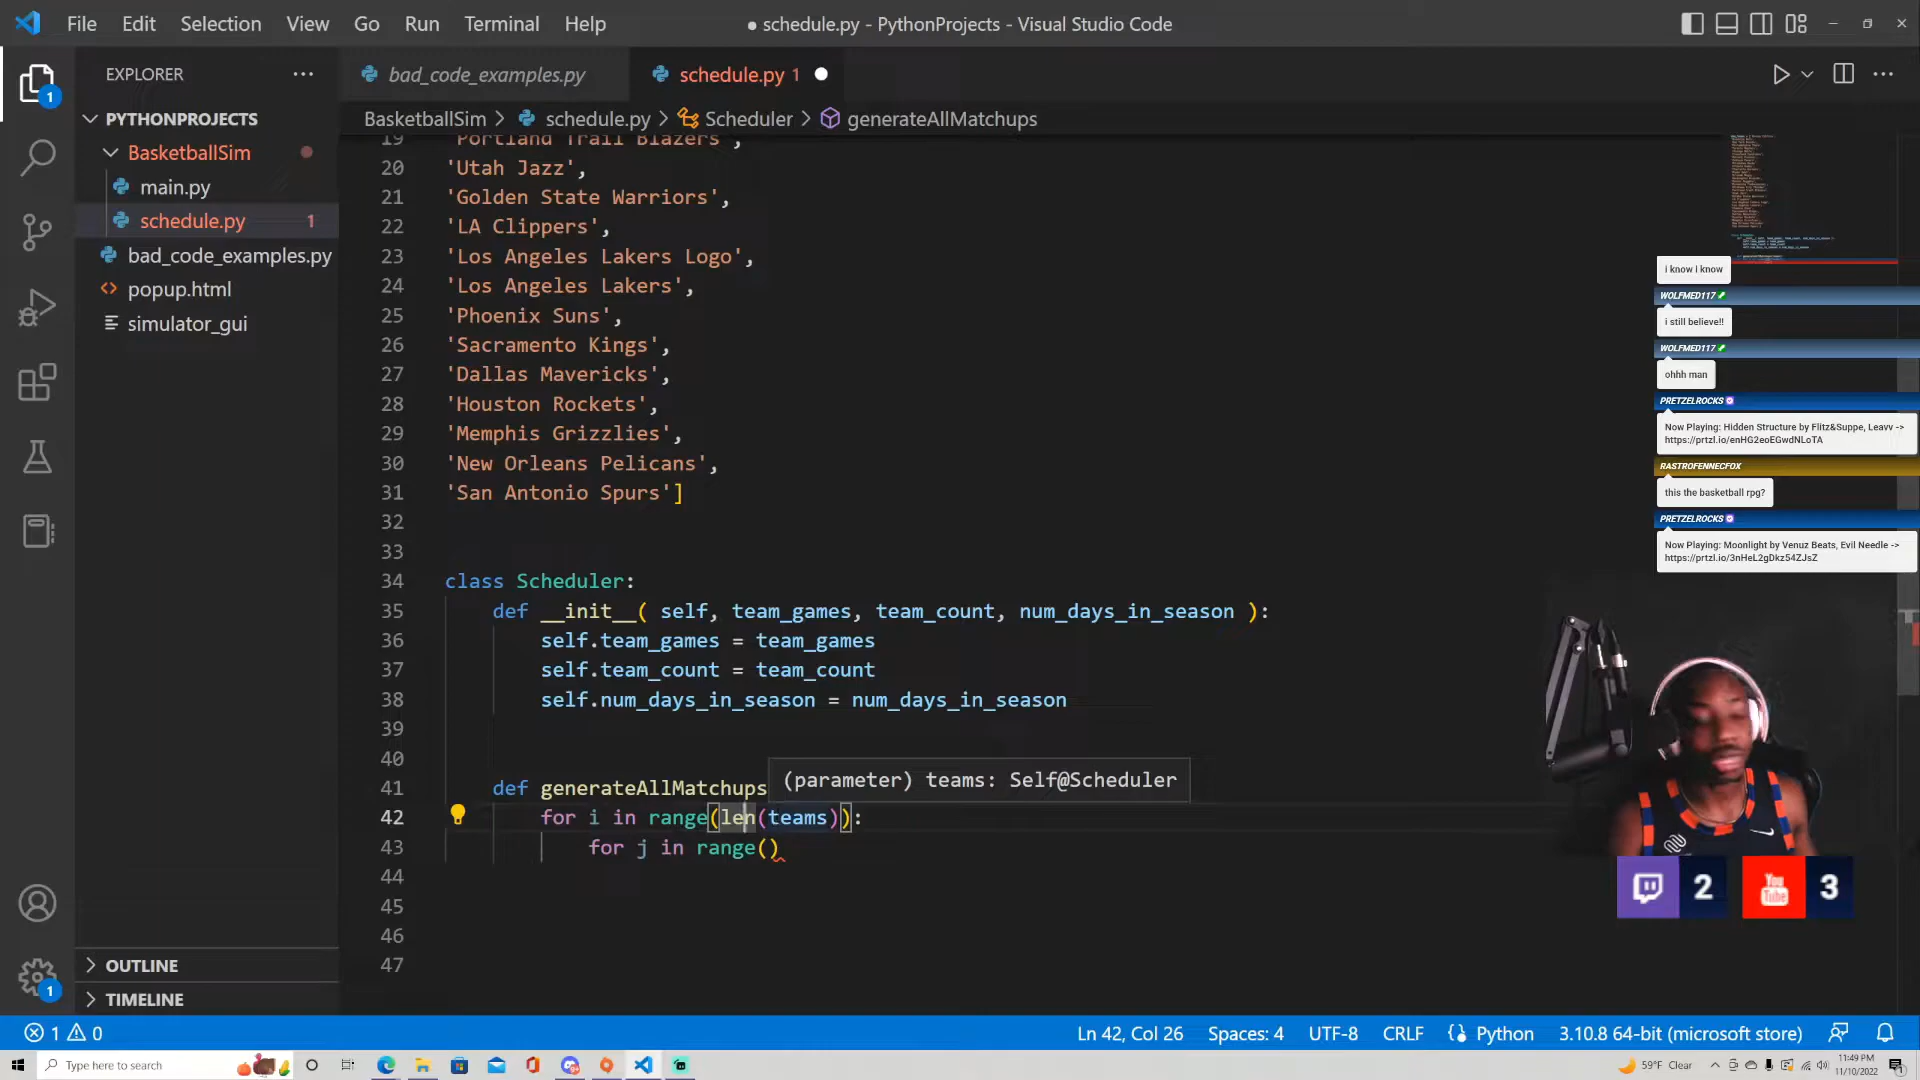 File Edit Selection View Go Run Terminal Help
● schedule.py - PythonProjects - Visual Studio Code
EXPLORER
bad_code_examples.py
schedule.py 1
PYTHONPROJECTS
BasketballSim > schedule.py > Scheduler > generateAllMatchups
BasketballSim
main.py
schedule.py 1
bad_code_examples.py
popup.html
simulator_gui
19 'Portland Trail Blazers',
20 'Utah Jazz',
21 'Golden State Warriors',
22 'LA Clippers',
23 'Los Angeles Lakers Logo',
24 'Los Angeles Lakers',
25 'Phoenix Suns',
26 'Sacramento Kings',
27 'Dallas Mavericks',
28 'Houston Rockets',
29 'Memphis Grizzlies',
30 'New Orleans Pelicans',
31 'San Antonio Spurs']
32
33
34 class Scheduler:
35 def __init__( self, team_games, team_count, num_days_in_season ):
36 self.team_games = team_games
37 self.team_count = team_count
38 self.num_days_in_season = num_days_in_season
39
40
(parameter) teams: Self@Scheduler
41 def generateAllMatchups
42 for i in range(len(teams)):
43 for j in range()
44
45
46
47
i know i know
WOLFMED117
i still believe!!
WOLFMED117
ohhh man
PRETZELROCKS
Now Playing: Hidden Structure by Flitz&Suppe, Leavv ->
https://prtzl.io/enHG2eoEGwdNLoTA
RASTROFENNECFOX
this the basketball rpg?
PRETZELROCKS
Now Playing: Moonlight by Venuz Beats, Evil Needle ->
https://prtzl.io/3nHeL2gDkz54ZJsZ
2
You Tube
3
1
1
OUTLINE
TIMELINE
1 0
Ln 42, Col 26 Spaces: 4 UTF-8 CRLF Python 3.10.8 64-bit (microsoft store)
Type here to search
59°F Clear
11:49 PM
11/10/2022